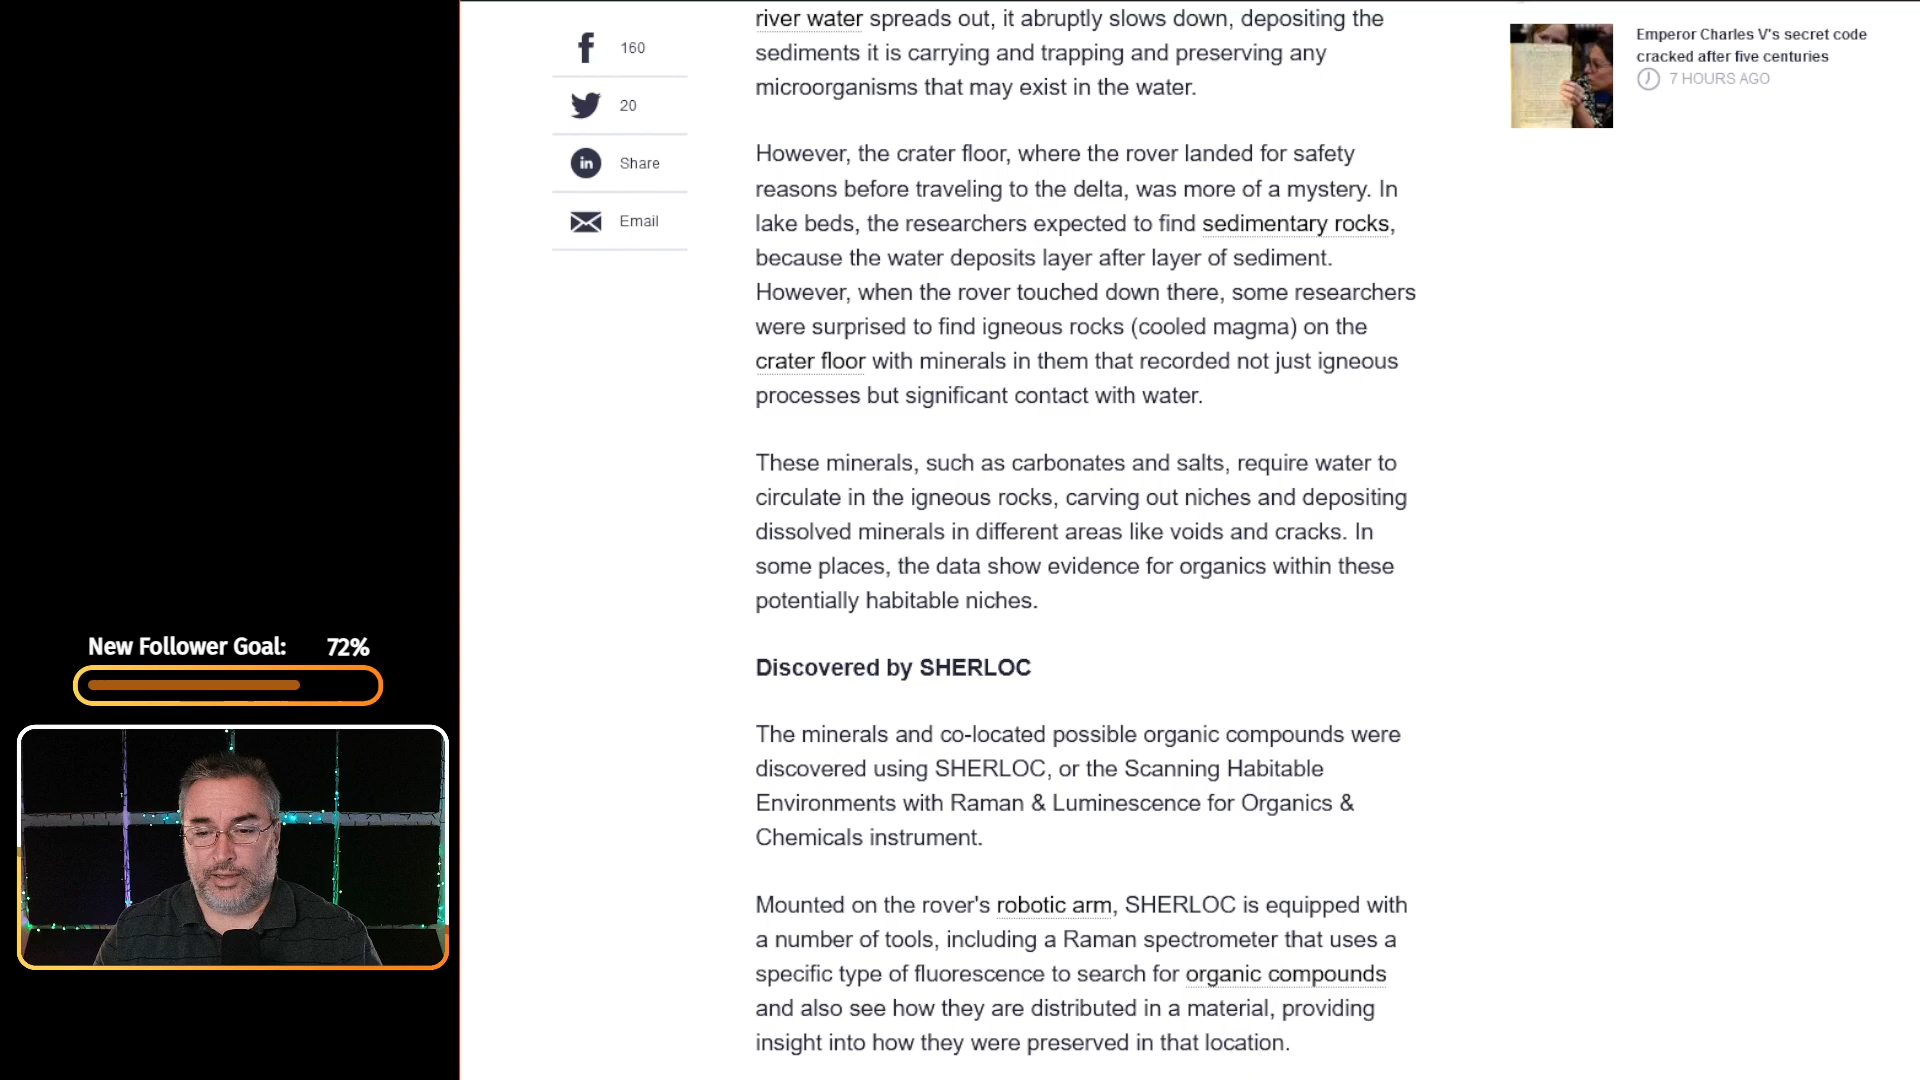 river water spreads out, it abruptly slows down, depositing the
sediments it is carrying and trapping and preserving any
microorganisms that may exist in the water.
However, the crater floor, where the rover landed for safety
reasons before traveling to the delta, was more of a mystery. In
lake beds, the researchers expected to find sedimentary rocks,
because the water deposits layer after layer of sediment.
However, when the rover touched down there, some researchers
were surprised to find igneous rocks (cooled magma) on the
crater floor with minerals in them that recorded not just igneous
processes but significant contact with water.
These minerals, such as carbonates and salts, require water to
circulate in the igneous rocks, carving out niches and depositing
dissolved minerals in different areas like voids and cracks. In
some places, the data show evidence for organics within these
potentially habitable niches.
Discovered by SHERLOC
The minerals and co-located possible organic compounds were
discovered using SHERLOC, or the Scanning Habitable
Environments with Raman & Luminescence for Organics &
Chemicals instrument.
Mounted on the rover's robotic arm, SHERLOC is equipped with
a number of tools, including a Raman spectrometer that uses a
specific type of fluorescence to search for organic compounds
and also see how they are distributed in a material, providing
insight into how they were preserved in that location.
160
20
in Share
Email
Emperor Charles V's secret code
cracked after five centuries
7 HOURS AGO
New Follower Goal: 72%